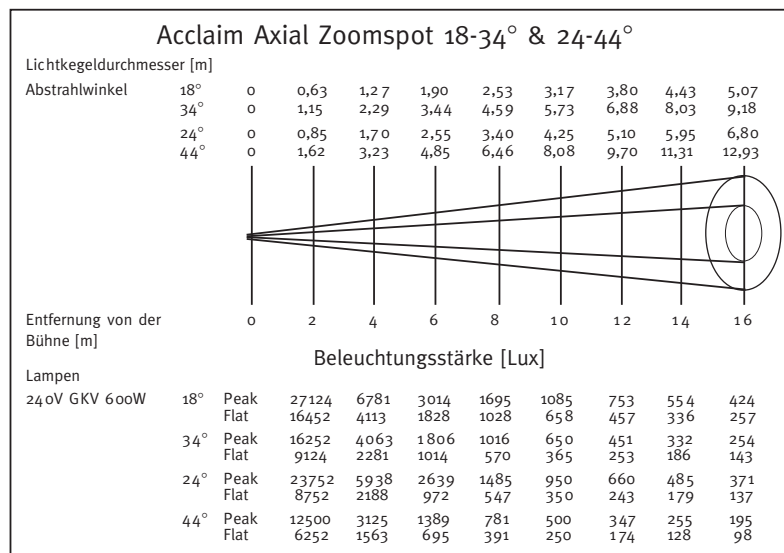 Acclaim Axial Zoomspot 18-34° & 24-44°
Lichtkegeldurchmesser [m]
Abstrahlwinkel 18° 0 0,63 1,27 1,90 2,53 3,17 3,80 4,43 5,07
34° 0 1,15 2,29 3,44 4,59 5,73 6,88 8,03 9,18
24° 0 0,85 1,70 2,55 3,40 4,25 5,10 5,95 6,80
44° 0 1,62 3,23 4,85 6,46 8,08 9,70 11,31 12,93
Entfernung von der 0 2 4 6 8 10 12 14 16
Bühne [m]
Beleuchtungsstärke [Lux]
Lampen
240V GKV 600W 18° Peak 27124 6781 3014 1695 1085 753 554 424
Flat 16452 4113 1828 1028 658 457 336 257
34° Peak 16252 4063 1806 1016 650 451 332 254
Flat 9124 2281 1014 570 365 253 186 143
24° Peak 23752 5938 2639 1485 950 660 485 371
Flat 8752 2188 972 547 350 243 179 137
44° Peak 12500 3125 1389 781 500 347 255 195
Flat 6252 1563 695 391 250 174 128 98